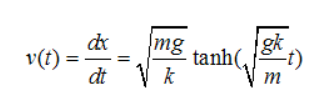 v(t) = dx/dt = √(mg/k) tanh(√(gk/m) t)